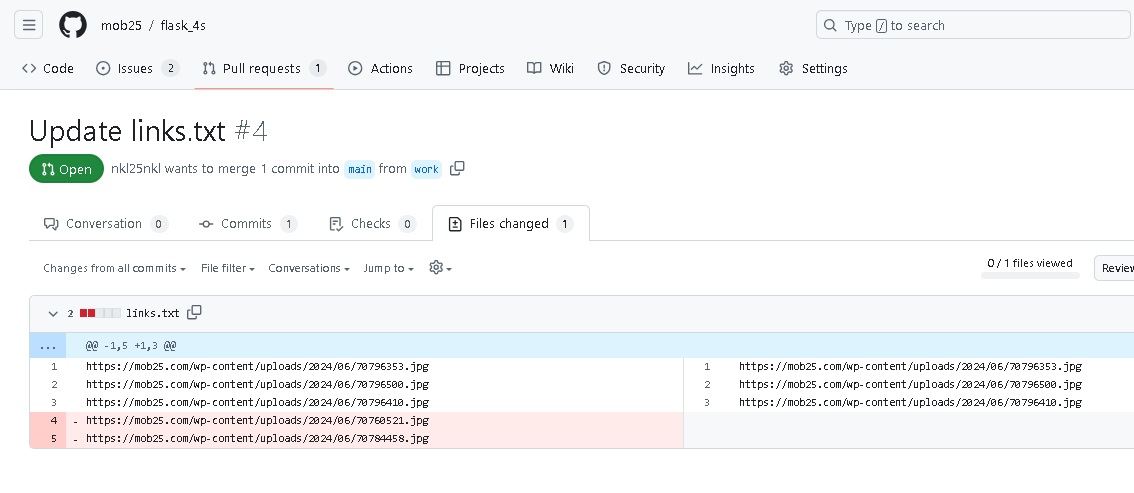 mob25 / flask_4s
Type / to search
Code Issues 2 Pull requests 1 Actions Projects Wiki Security Insights Settings
Update links.txt #4
Open nkl25nkl wants to merge 1 commit into main from work
Conversation 0 Commits 1 Checks 0 Files changed 1
Changes from all commits File filter Conversations Jump to 0 / 1 files viewed Review
2 links.txt
... @@ -1,5 +1,3 @@
1 https://mob25.com/wp-content/uploads/2024/06/70796353.jpg 1 https://mob25.com/wp-content/uploads/2024/06/70796353.jpg
2 https://mob25.com/wp-content/uploads/2024/06/70796500.jpg 2 https://mob25.com/wp-content/uploads/2024/06/70796500.jpg
3 https://mob25.com/wp-content/uploads/2024/06/70796410.jpg 3 https://mob25.com/wp-content/uploads/2024/06/70796410.jpg
4 - https://mob25.com/wp-content/uploads/2024/06/70760521.jpg
5 - https://mob25.com/wp-content/uploads/2024/06/70784458.jpg